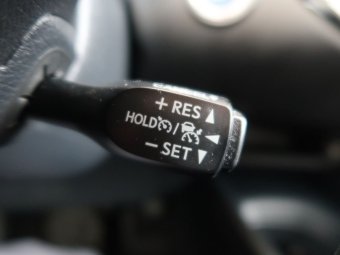 + RES ▲
HOLD / ◀
− SET ▼